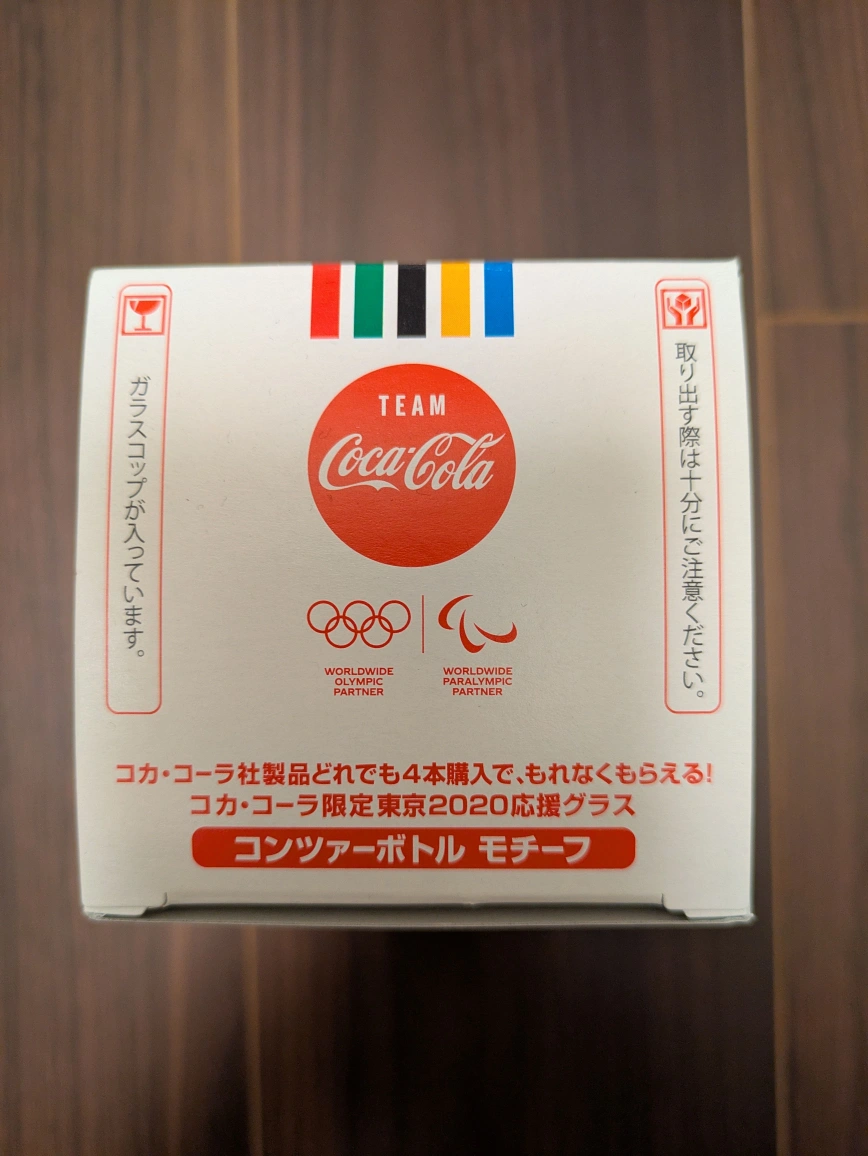 ガラスコップが入っています。
取り出す際は十分にご注意ください。
TEAM
Coca-Cola
WORLDWIDE
OLYMPIC
PARTNER
WORLDWIDE
PARALYMPIC
PARTNER
コカ・コーラ社製品どれでも4本購入で、もれなくもらえる!
コカ・コーラ限定東京2020応援グラス
コンツァーボトル モチーフ